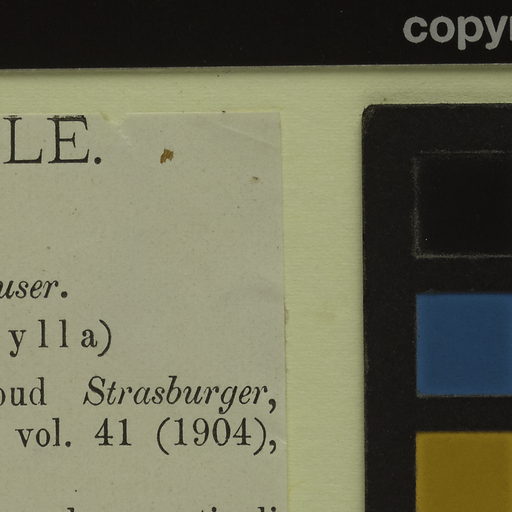 copyr
LE.
user.
ylla)
oud Strasburger,
vol. 41 (1904),